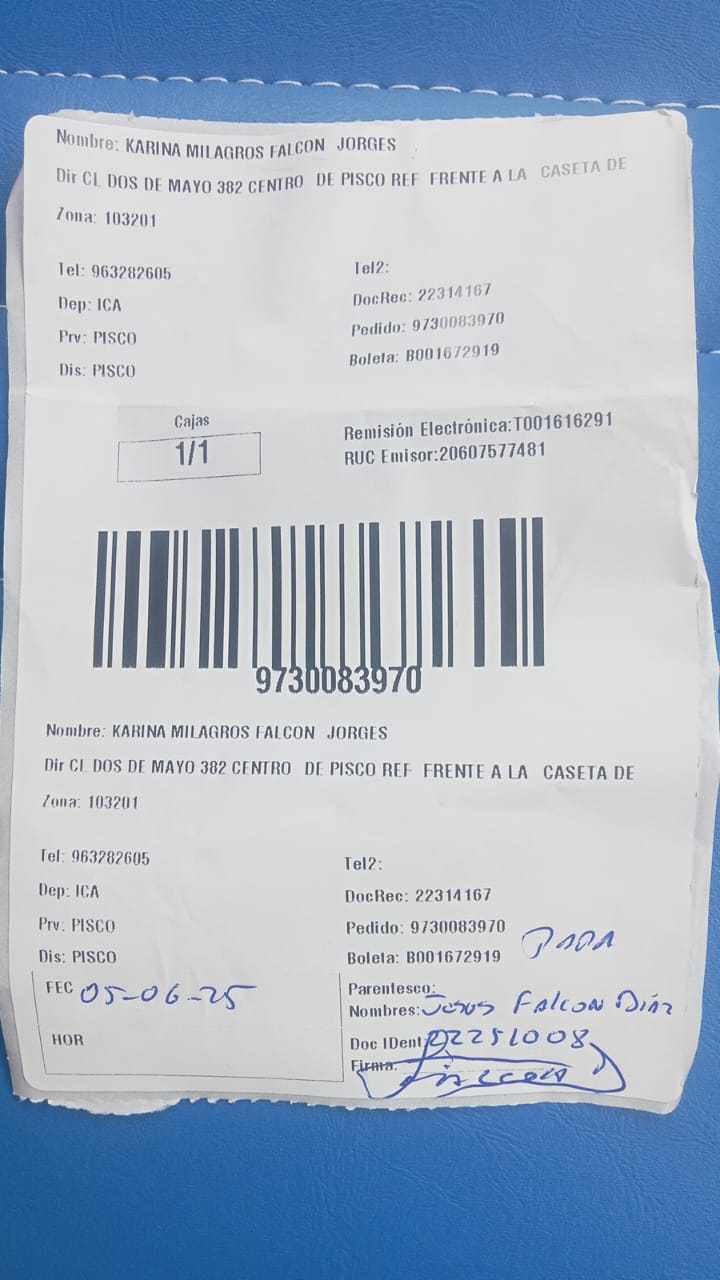 Nombre: KARINA MILAGROS FALCON JORGES
Dir CL DOS DE MAYO 382 CENTRO DE PISCO REF FRENTE A LA CASETA DE
Zona: 103201
Tel: 963282605 Tel2:
Dep: ICA DocRec: 22314167
Prv: PISCO Pedido: 9730083970
Dis: PISCO Boleta: B001672919
Cajas
1/1
Remisión Electrónica:T001616291
RUC Emisor:20607577481
9730083970
Nombre: KARINA MILAGROS FALCON JORGES
Dir CL DOS DE MAYO 382 CENTRO DE PISCO REF FRENTE A LA CASETA DE
Zona: 103201
Tel: 963282605 Tel2:
Dep: ICA DocRec: 22314167
Prv: PISCO Pedido: 9730083970
Dis: PISCO Boleta: B001672919
FEC 05-06-25
HOR
Parentesco: PAPA
Nombres: Jesus Falcon Diaz
Doc IDent 22251008
Firma: Falcon